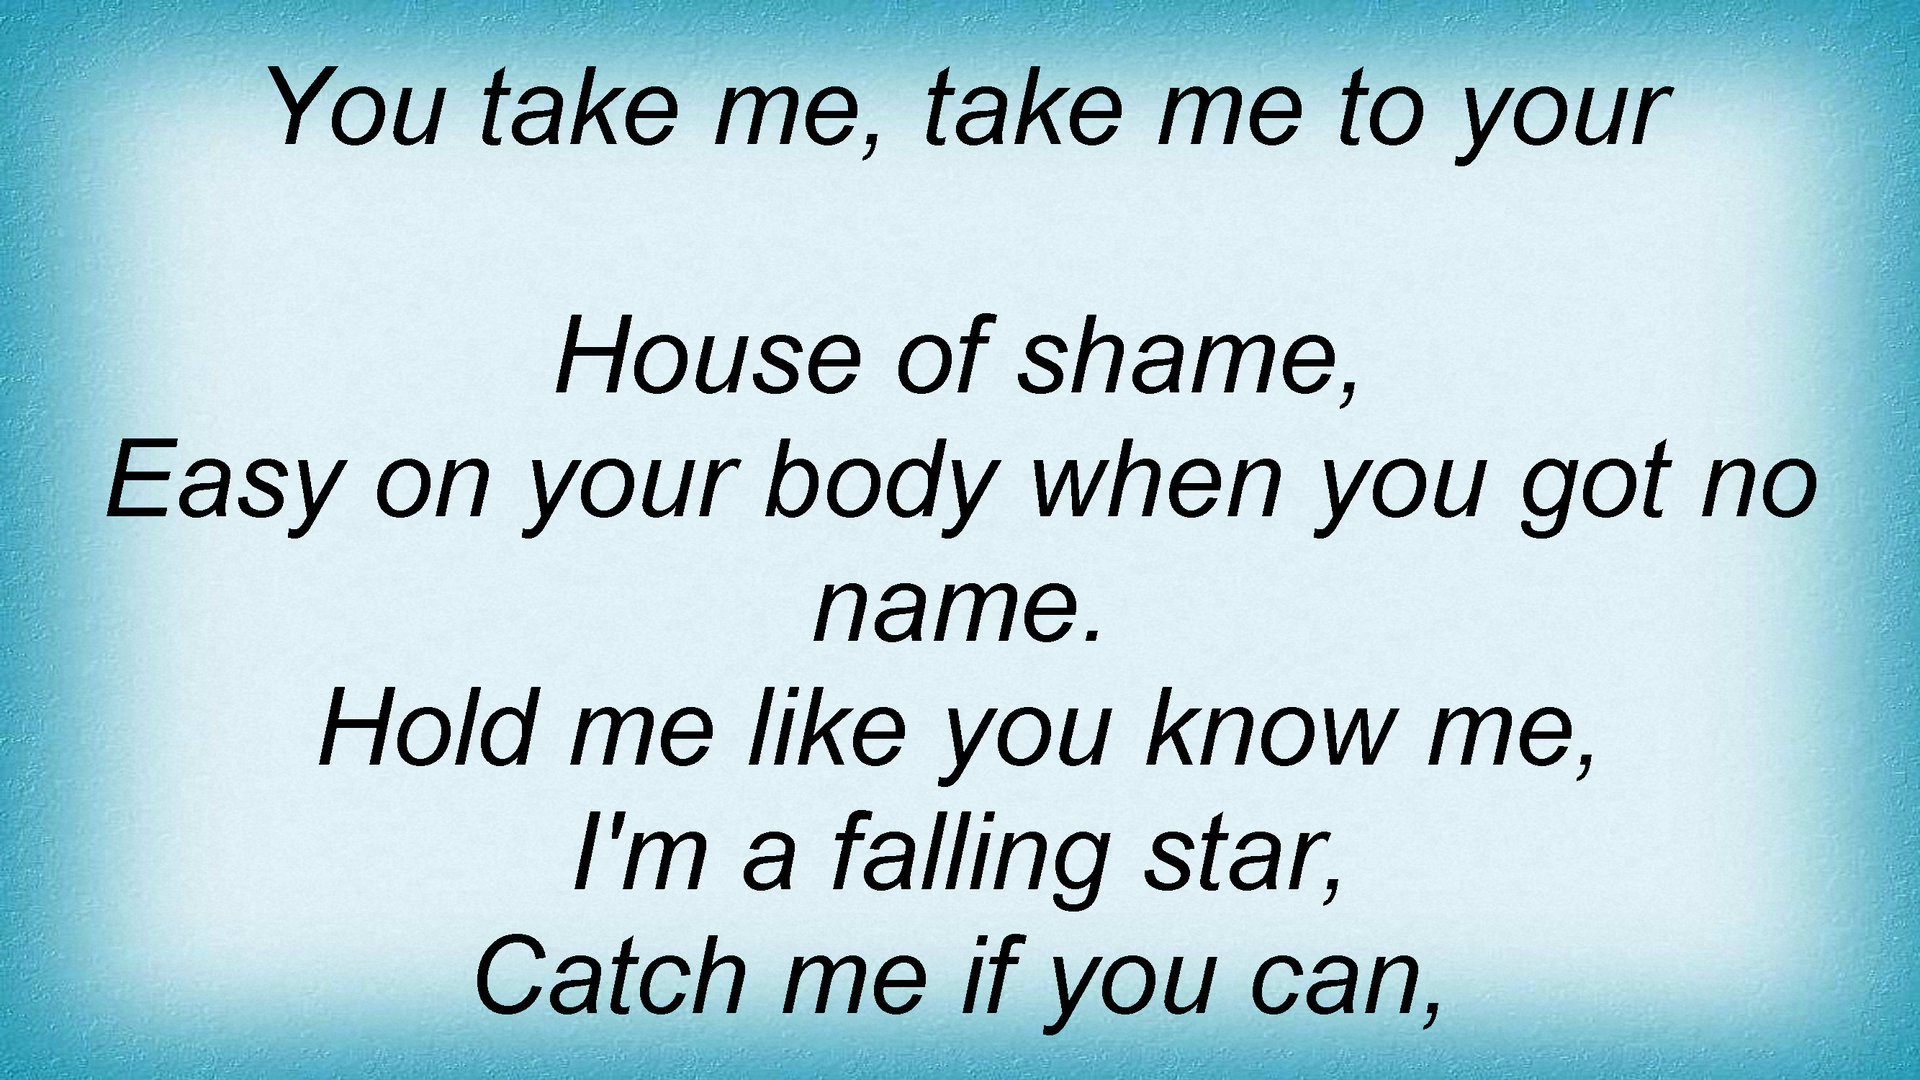 You take me, take me to your
House of shame,
Easy on your body when you got no
name.
Hold me like you know me,
I'm a falling star,
Catch me if you can,